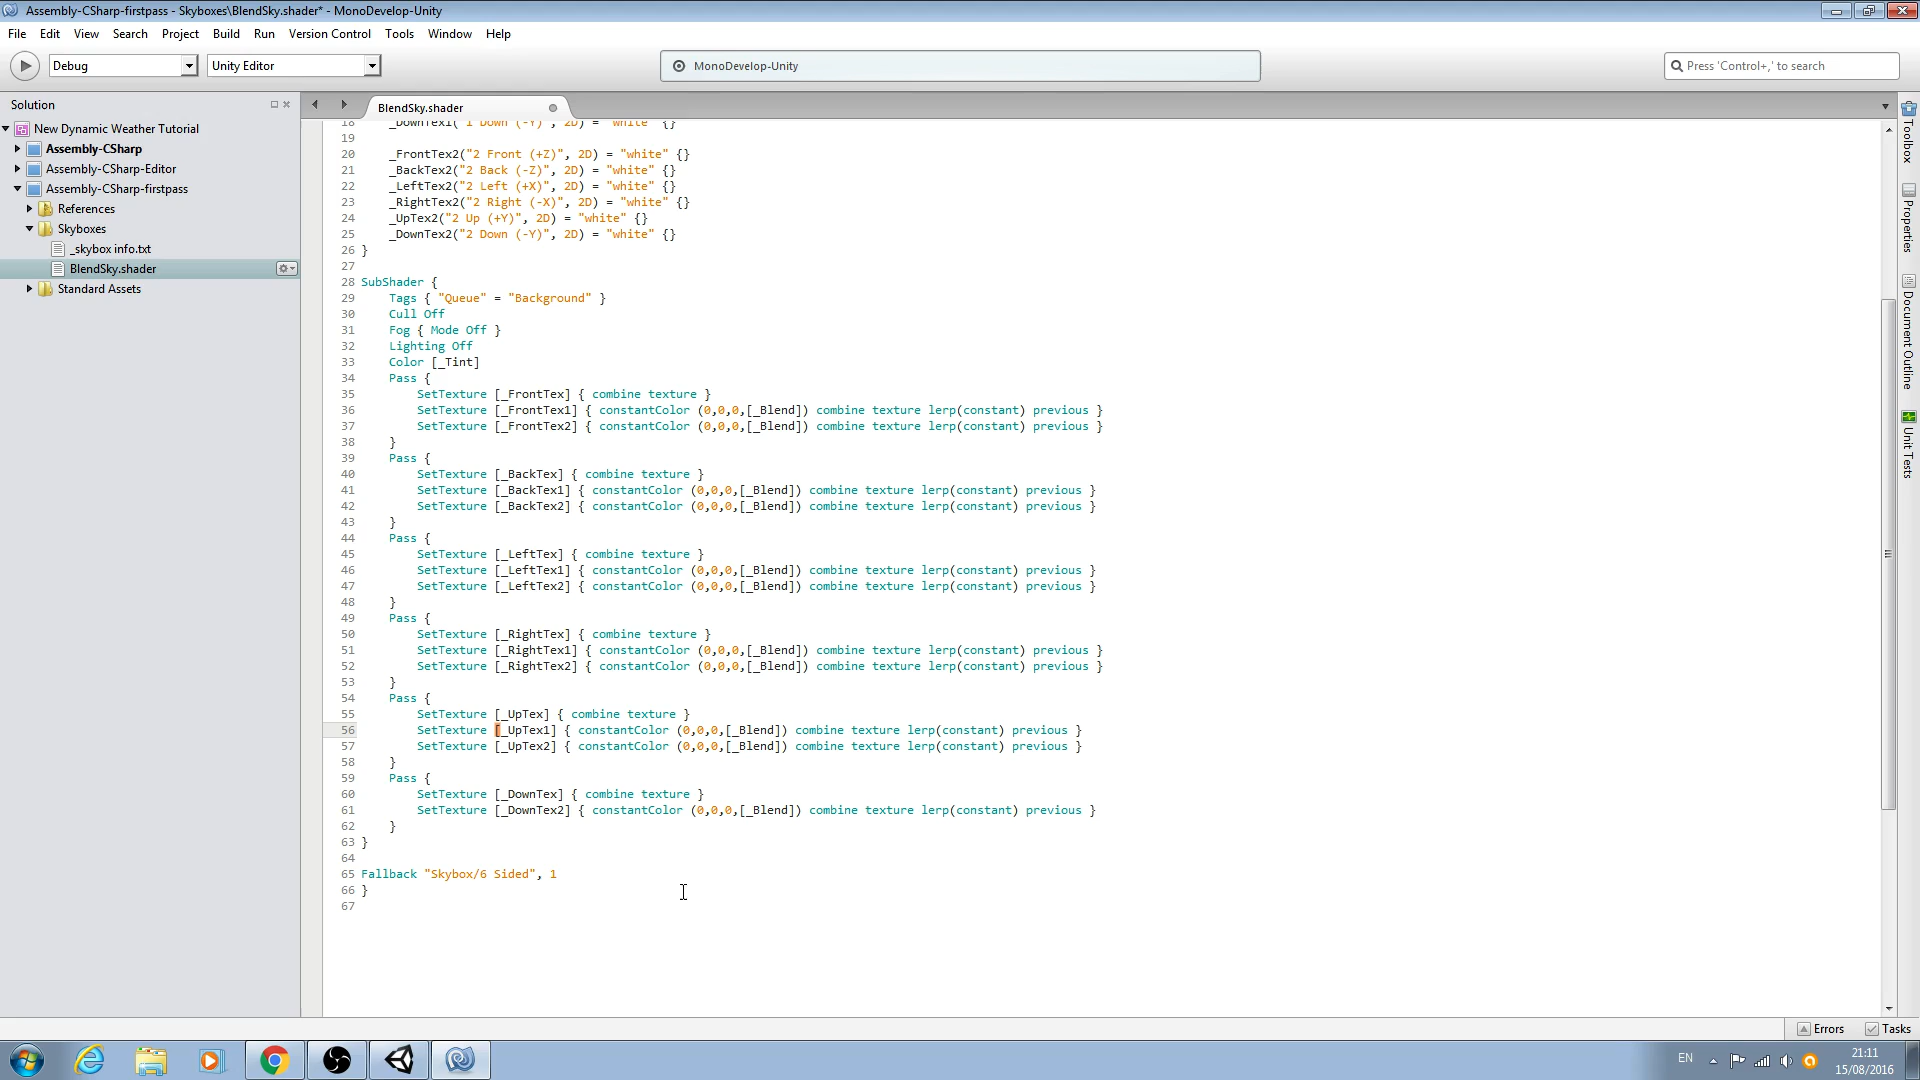 Assembly-CSharp-firstpass - Skyboxes\BlendSky.shader* - MonoDevelop-Unity
File Edit View Search Project Build Run Version Control Tools Window Help
Debug Unity Editor MonoDevelop-Unity Press 'Control+,' to search
Solution
BlendSky.shader
New Dynamic Weather Tutorial
Assembly-CSharp
Assembly-CSharp-Editor
Assembly-CSharp-firstpass
References
Skyboxes
_skybox info.txt
BlendSky.shader
Standard Assets
18 _DownTex1("1 Down (-Y)", 2D) = "white" {}
19
20 _FrontTex2("2 Front (+Z)", 2D) = "white" {}
21 _BackTex2("2 Back (-Z)", 2D) = "white" {}
22 _LeftTex2("2 Left (+X)", 2D) = "white" {}
23 _RightTex2("2 Right (-X)", 2D) = "white" {}
24 _UpTex2("2 Up (+Y)", 2D) = "white" {}
25 _DownTex2("2 Down (-Y)", 2D) = "white" {}
26 }
27
28 SubShader {
29 Tags { "Queue" = "Background" }
30 Cull Off
31 Fog { Mode Off }
32 Lighting Off
33 Color [_Tint]
34 Pass {
35 SetTexture [_FrontTex] { combine texture }
36 SetTexture [_FrontTex1] { constantColor (0,0,0,[_Blend]) combine texture lerp(constant) previous }
37 SetTexture [_FrontTex2] { constantColor (0,0,0,[_Blend]) combine texture lerp(constant) previous }
38 }
39 Pass {
40 SetTexture [_BackTex] { combine texture }
41 SetTexture [_BackTex1] { constantColor (0,0,0,[_Blend]) combine texture lerp(constant) previous }
42 SetTexture [_BackTex2] { constantColor (0,0,0,[_Blend]) combine texture lerp(constant) previous }
43 }
44 Pass {
45 SetTexture [_LeftTex] { combine texture }
46 SetTexture [_LeftTex1] { constantColor (0,0,0,[_Blend]) combine texture lerp(constant) previous }
47 SetTexture [_LeftTex2] { constantColor (0,0,0,[_Blend]) combine texture lerp(constant) previous }
48 }
49 Pass {
50 SetTexture [_RightTex] { combine texture }
51 SetTexture [_RightTex1] { constantColor (0,0,0,[_Blend]) combine texture lerp(constant) previous }
52 SetTexture [_RightTex2] { constantColor (0,0,0,[_Blend]) combine texture lerp(constant) previous }
53 }
54 Pass {
55 SetTexture [_UpTex] { combine texture }
56 SetTexture [_UpTex1] { constantColor (0,0,0,[_Blend]) combine texture lerp(constant) previous }
57 SetTexture [_UpTex2] { constantColor (0,0,0,[_Blend]) combine texture lerp(constant) previous }
58 }
59 Pass {
60 SetTexture [_DownTex] { combine texture }
61 SetTexture [_DownTex2] { constantColor (0,0,0,[_Blend]) combine texture lerp(constant) previous }
62 }
63 }
64
65 Fallback "Skybox/6 Sided", 1
66 }
67
Toolbox
Properties
Document Outline
Unit Tests
Errors Tasks
EN
21:11
15/08/2016